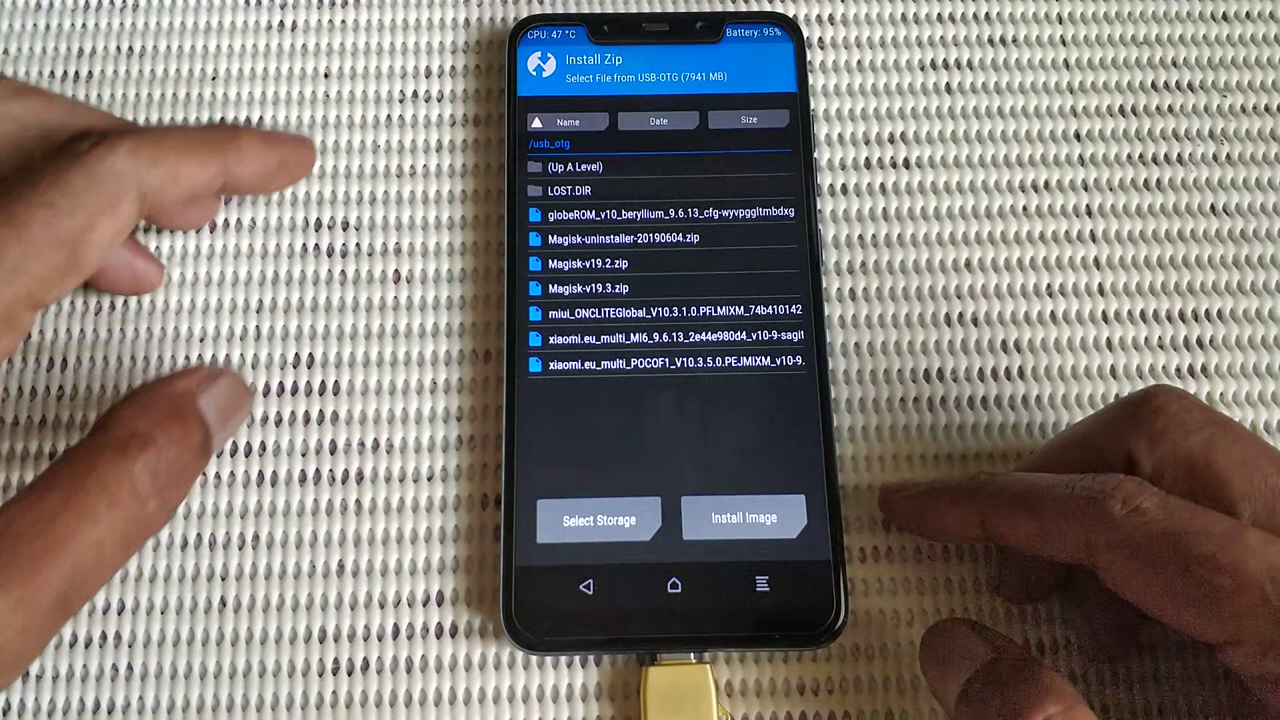 CPU: 47 °C
Battery: 95%
Install Zip
Select File from USB-OTG (7941 MB)
Name
Date
Size
/usb_otg
(Up A Level)
LOST.DIR
globeROM_v10_beryllium_9.6.13_cfg-wyvpggltmbdxg
Magisk-uninstaller-20190604.zip
Magisk-v19.2.zip
Magisk-v19.3.zip
miui_ONCLITEGlobal_V10.3.1.0.PFLMIXM_74b410142
xiaomi.eu_multi_MI6_9.6.13_2e44e980d4_v10-9-sagit
xiaomi.eu_multi_POCOF1_V10.3.5.0.PEJMIXM_v10-9.
Select Storage
Install Image